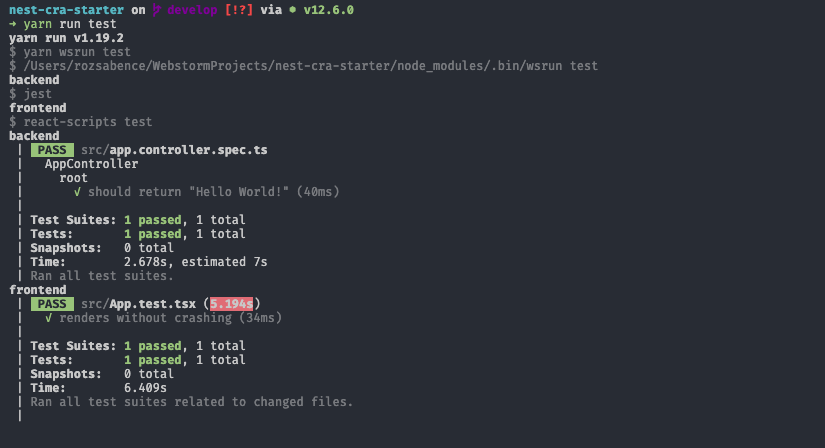 nest-cra-starter on develop [!?] via ● v12.6.0
➜ yarn run test
yarn run v1.19.2
$ yarn wsrun test
$ /Users/rozsabence/WebstormProjects/nest-cra-starter/node_modules/.bin/wsrun test
backend
$ jest
frontend
$ react-scripts test
backend
| PASS src/app.controller.spec.ts
| AppController
| root
| ✓ should return "Hello World!" (40ms)
|
| Test Suites: 1 passed, 1 total
| Tests: 1 passed, 1 total
| Snapshots: 0 total
| Time: 2.678s, estimated 7s
| Ran all test suites.
frontend
| PASS src/App.test.tsx (5.194s)
| ✓ renders without crashing (34ms)
|
| Test Suites: 1 passed, 1 total
| Tests: 1 passed, 1 total
| Snapshots: 0 total
| Time: 6.409s
| Ran all test suites related to changed files.
|